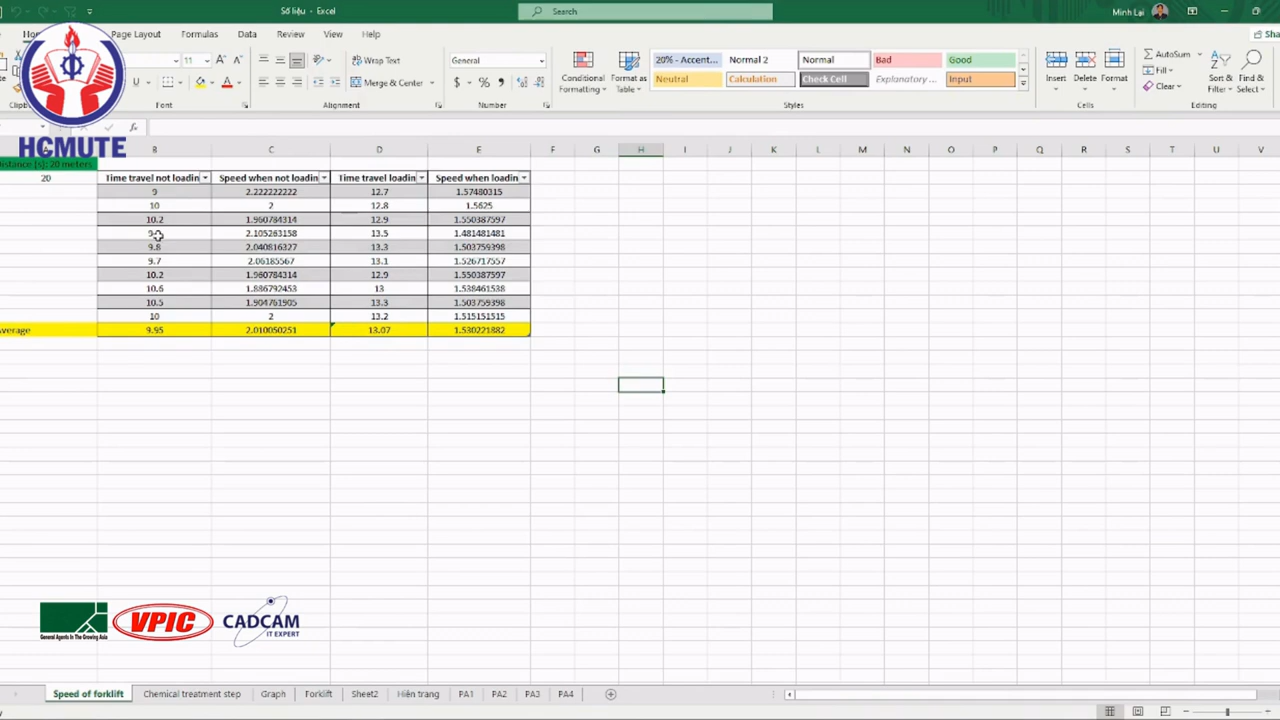 Số liệu - Excel
Search
Minh Lai
Page Layout
Formulas
Data
Review
View
Help
11
Wrap Text
General
Merge & Center
Conditional
Formatting
Format as
Table
20% - Accent...
Normal 2
Normal
Bad
Good
Neutral
Calculation
Check Cell
Explanatory ...
Input
Insert
Delete
Format
AutoSum
Fill
Clear
Sort &
Filter
Find &
Select
Font
Alignment
Number
Styles
Cells
Editing
HCMUTE
B C D E F G H I J K L M N O P Q R S T U V
20 Time travel not loadin Speed when not loadin Time travel loadin Speed when loadin
9 2.222222222 12.7 1.57480315
10 2 12.8 1.5625
10.2 1.960784314 12.9 1.550387597
2.105263158 13.5 1.481481481
9.8 2.040816327 13.3 1.503759398
9.7 2.06185567 13.1 1.526717557
10.2 1.960784314 12.9 1.550387597
10.6 1.886792453 13 1.538461538
10.5 1.904761905 13.3 1.503759398
10 2 13.2 1.515151515
9.95 2.010050251 13.07 1.530221882
General Agents In The Growing Asia
VPIC
CADCAM
IT EXPERT
Speed of forklift Chemical treatment step Graph Forklift Sheet2 Hiện trang PA1 PA2 PA3 PA4